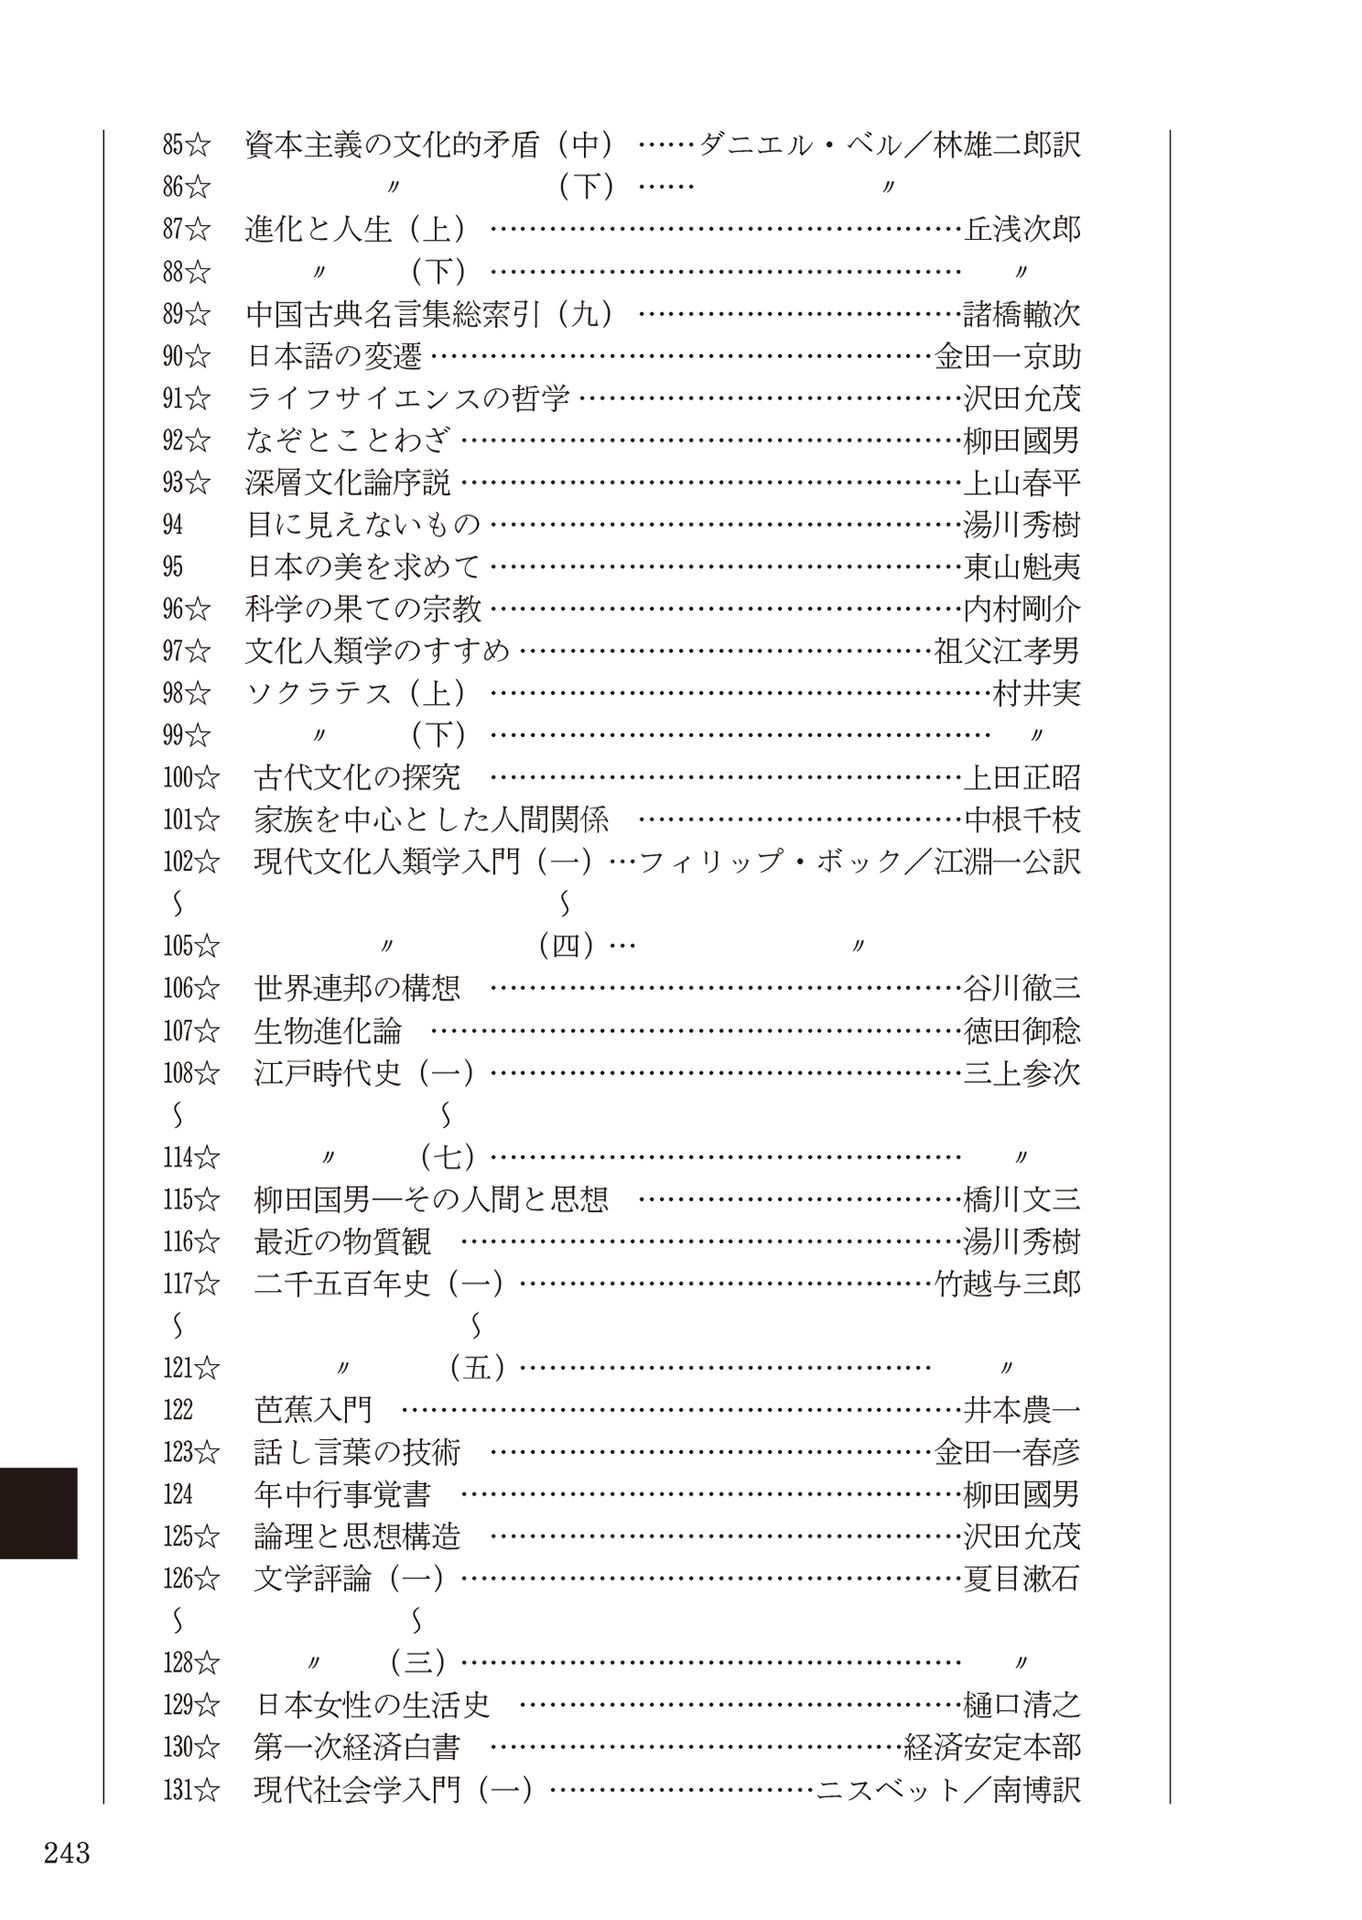 85☆ 資本主義の文化的矛盾（中）……ダニエル・ベル／林雄二郎訳
86☆ 〃 （下）…… 〃
87☆ 進化と人生（上）………………………………………丘浅次郎
88☆ 〃 （下）……………………………………… 〃
89☆ 中国古典名言集総索引（九）…………………………諸橋轍次
90☆ 日本語の変遷…………………………………………金田一京助
91☆ ライフサイエンスの哲学………………………………沢田允茂
92☆ なぞとことわざ…………………………………………柳田國男
93☆ 深層文化論序説…………………………………………上山春平
94 目に見えないもの………………………………………湯川秀樹
95 日本の美を求めて………………………………………東山魁夷
96☆ 科学の果ての宗教………………………………………内村剛介
97☆ 文化人類学のすすめ…………………………………祖父江孝男
98☆ ソクラテス（上）…………………………………………村井実
99☆ 〃 （下）………………………………………… 〃
100☆ 古代文化の探究 ………………………………………上田正昭
101☆ 家族を中心とした人間関係 …………………………中根千枝
102☆ 現代文化人類学入門（一）…フィリップ・ボック／江淵一公訳
〜 〜
105☆ 〃 （四）… 〃
106☆ 世界連邦の構想 ………………………………………谷川徹三
107☆ 生物進化論 ……………………………………………徳田御稔
108☆ 江戸時代史（一）………………………………………三上参次
〜 〜
114☆ 〃 （七）……………………………………… 〃
115☆ 柳田国男―その人間と思想 …………………………橋川文三
116☆ 最近の物質観 …………………………………………湯川秀樹
117☆ 二千五百年史（一）…………………………………竹越与三郎
〜 〜
121☆ 〃 （五）………………………………… 〃
122 芭蕉入門 ………………………………………………井本農一
123☆ 話し言葉の技術 ……………………………………金田一春彦
124 年中行事覚書 …………………………………………柳田國男
125☆ 論理と思想構造 ………………………………………沢田允茂
126☆ 文学評論（一）…………………………………………夏目漱石
〜 〜
128☆ 〃 （三）………………………………………… 〃
129☆ 日本女性の生活史 ……………………………………樋口清之
130☆ 第一次経済白書 …………………………………経済安定本部
131☆ 現代社会学入門（一）……………………ニスベット／南博訳
243